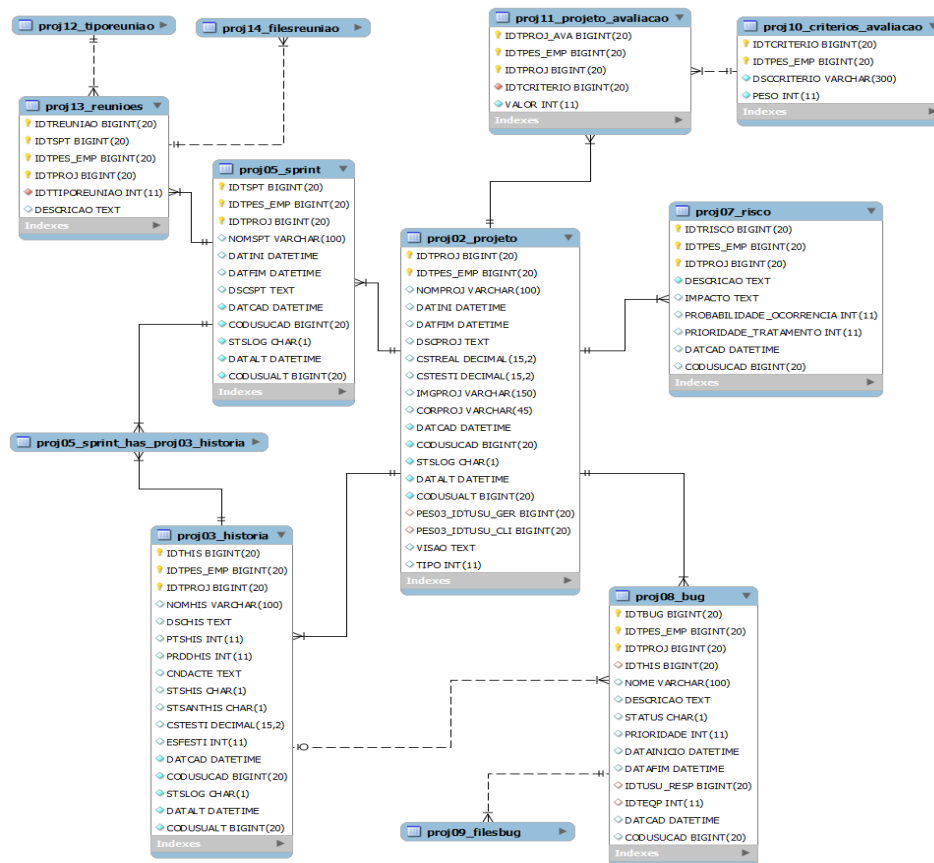 proj12_tiporeuniao
proj14_filesreuniao
proj13_reunioes
IDTREUNIAO BIGINT(20)
IDTSPT BIGINT(20)
IDTPES_EMP BIGINT(20)
IDTPROJ BIGINT(20)
IDTTIPOREUNIAO INT(11)
DESCRICAO TEXT
Indexes
proj05_sprint
IDTSPT BIGINT(20)
IDTPES_EMP BIGINT(20)
IDTPROJ BIGINT(20)
NOMSPT VARCHAR(100)
DATINI DATETIME
DATFIM DATETIME
DSCSPT TEXT
DATCAD DATETIME
CODUSUCAD BIGINT(20)
STSLOG CHAR(1)
DATALT DATETIME
CODUSUALT BIGINT(20)
Indexes
proj11_projeto_avaliacao
IDTPROJ_AVA BIGINT(20)
IDTPES_EMP BIGINT(20)
IDTPROJ BIGINT(20)
IDTCRITERIO BIGINT(20)
VALOR INT(11)
Indexes
proj10_criterios_avaliacao
IDTCRITERIO BIGINT(20)
IDTPES_EMP BIGINT(20)
DSCCRITERIO VARCHAR(300)
PESO INT(11)
Indexes
proj02_projeto
IDTPROJ BIGINT(20)
IDTPES_EMP BIGINT(20)
NOMPROJ VARCHAR(100)
DATINI DATETIME
DATFIM DATETIME
DSCPROJ TEXT
CSTREAL DECIMAL(15,2)
CSTESTI DECIMAL(15,2)
IMGPROJ VARCHAR(150)
CORPROJ VARCHAR(45)
DATCAD DATETIME
CODUSUCAD BIGINT(20)
STSLOG CHAR(1)
DATALT DATETIME
CODUSUALT BIGINT(20)
PES03_IDTUSU_GER BIGINT(20)
PES03_IDTUSU_CLI BIGINT(20)
VISAO TEXT
TIPO INT(11)
Indexes
proj07_risco
IDTRISCO BIGINT(20)
IDTPES_EMP BIGINT(20)
IDTPROJ BIGINT(20)
DESCRICAO TEXT
IMPACTO TEXT
PROBABILIDADE_OCORRENCIA INT(11)
PRIORIDADE_TRATAMENTO INT(11)
DATCAD DATETIME
CODUSUCAD BIGINT(20)
Indexes
proj05_sprint_has_proj03_historia
proj03_historia
IDTHIS BIGINT(20)
IDTPES_EMP BIGINT(20)
IDTPROJ BIGINT(20)
NOMHIS VARCHAR(100)
DSCHIS TEXT
PTSHIS INT(11)
PRDDHIS INT(11)
CNDACTE TEXT
STSHIS CHAR(1)
STSANTHIS CHAR(1)
CSTESTI DECIMAL(15,2)
ESFESTI INT(11)
DATCAD DATETIME
CODUSUCAD BIGINT(20)
STSLOG CHAR(1)
DATALT DATETIME
CODUSUALT BIGINT(20)
Indexes
proj08_bug
IDTBUG BIGINT(20)
IDTPES_EMP BIGINT(20)
IDTPROJ BIGINT(20)
IDTHIS BIGINT(20)
NOME VARCHAR(100)
DESCRICAO TEXT
STATUS CHAR(1)
PRIORIDADE INT(11)
DATAINICIO DATETIME
DATAFIM DATETIME
IDTUSU_RESP BIGINT(20)
IDTEQP INT(11)
DATCAD DATETIME
CODUSUCAD BIGINT(20)
Indexes
proj09_filesbug